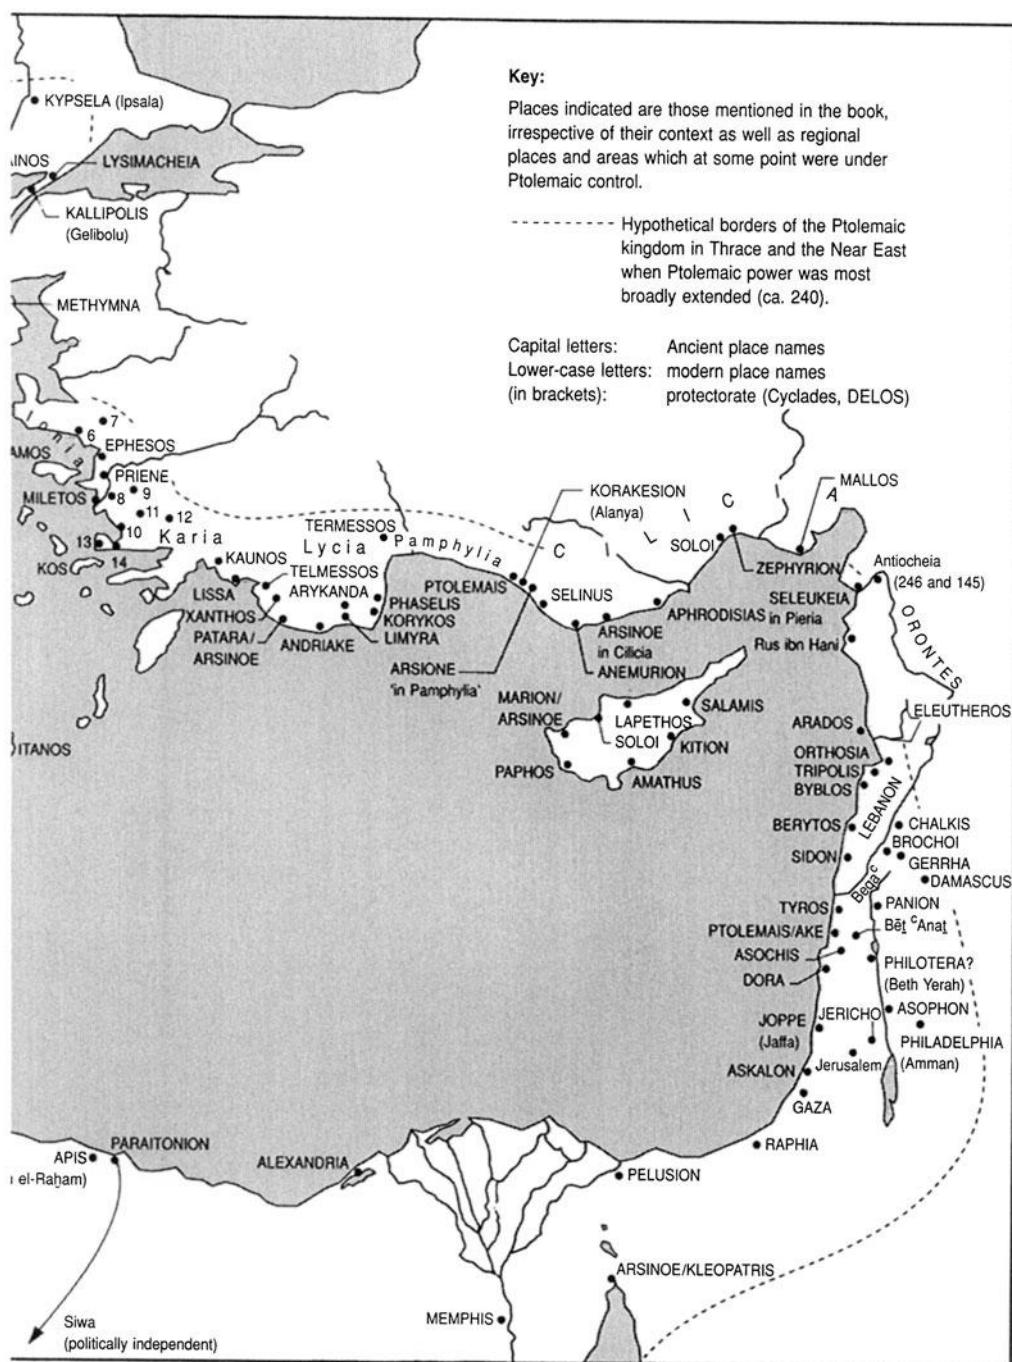 Key:
Places indicated are those mentioned in the book,
irrespective of their context as well as regional
places and areas which at some point were under
Ptolemaic control.
Hypothetical borders of the Ptolemaic
kingdom in Thrace and the Near East
when Ptolemaic power was most
broadly extended (ca. 240).
Capital letters: Ancient place names
Lower-case letters: modern place names
(in brackets): protectorate (Cyclades, DELOS)
KYPSELA (Ipsala)
AINOS
LYSIMACHEIA
KALLIPOLIS
(Gelibolu)
METHYMNA
Ionia
7
6
EPHESOS
AMOS
PRIENE
MILETOS
8
9
11
12
10
Karia
13
14
KOS
KAUNOS
TERMESSOS
Lycia
Pamphylia
LISSA
TELMESSOS
ARYKANDA
XANTHOS
PATARA/
ARSINOE
ANDRIAKE
PHASELIS
KORYKOS
LIMYRA
PTOLEMAIS
KORAKESION
(Alanya)
C I L I C I A
MALLOS
SOLOI
ZEPHYRION
SELINUS
APHRODISIAS
ARSINOE
in Cilicia
ANEMURION
ARSIONE
'in Pamphylia'
Antiocheia
(246 and 145)
SELEUKEIA
in Pieria
ORONTES
Rus ibn Hani
MARION/
ARSINOE
LAPETHOS
SOLOI
SALAMIS
KITION
PAPHOS
AMATHUS
ITANOS
ELEUTHEROS
ARADOS
ORTHOSIA
TRIPOLIS
BYBLOS
LEBANON
BERYTOS
CHALKIS
BROCHOI
GERRHA
SIDON
DAMASCUS
Beqaᶜ
TYROS
PANION
PTOLEMAIS/AKE
Bēṯ ᶜAnaṯ
ASOCHIS
DORA
PHILOTERA?
(Beth Yerah)
JERICHO
ASOPHON
JOPPE
(Jaffa)
PHILADELPHIA
(Amman)
Jerusalem
ASKALON
GAZA
RAPHIA
APIS
el-Raḫam)
PARAITONION
ALEXANDRIA
PELUSION
ARSINOE/KLEOPATRIS
MEMPHIS
Siwa
(politically independent)